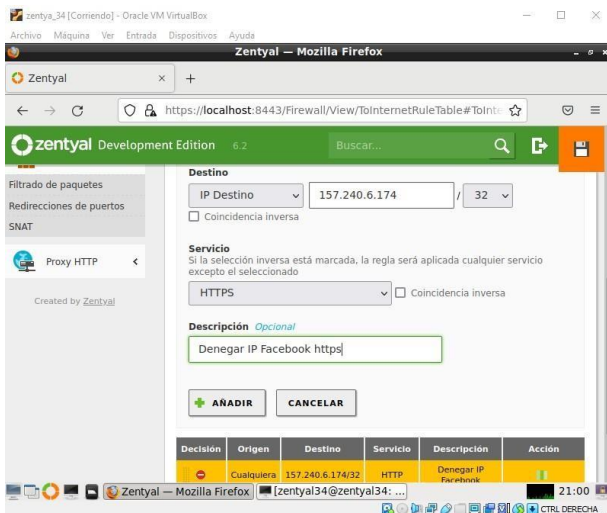 zentya_34 [Corriendo] - Oracle VM VirtualBox
Archivo Máquina Ver Entrada Dispositivos Ayuda
Zentyal — Mozilla Firefox
Zentyal
https://localhost:8443/Firewall/View/ToInternetRuleTable#ToInte
zentyal Development Edition 6.2 Buscar...
Destino
Filtrado de paquetes
IP Destino 157.240.6.174 / 32
Redirecciones de puertos
Coincidencia inversa
SNAT
Servicio
Si la selección inversa está marcada, la regla será aplicada cualquier servicio
excepto el seleccionado
Proxy HTTP
HTTPS Coincidencia inversa
Created by Zentyal
Descripción Opcional
Denegar IP Facebook https
AÑADIR CANCELAR
Decisión Origen Destino Servicio Descripción Acción
Cualquiera 157.240.6.174/32 HTTP Denegar IP
Facebook
Zentyal — Mozilla Firefox [zentyal34@zentyal34: ... 21:00
CTRL DERECHA